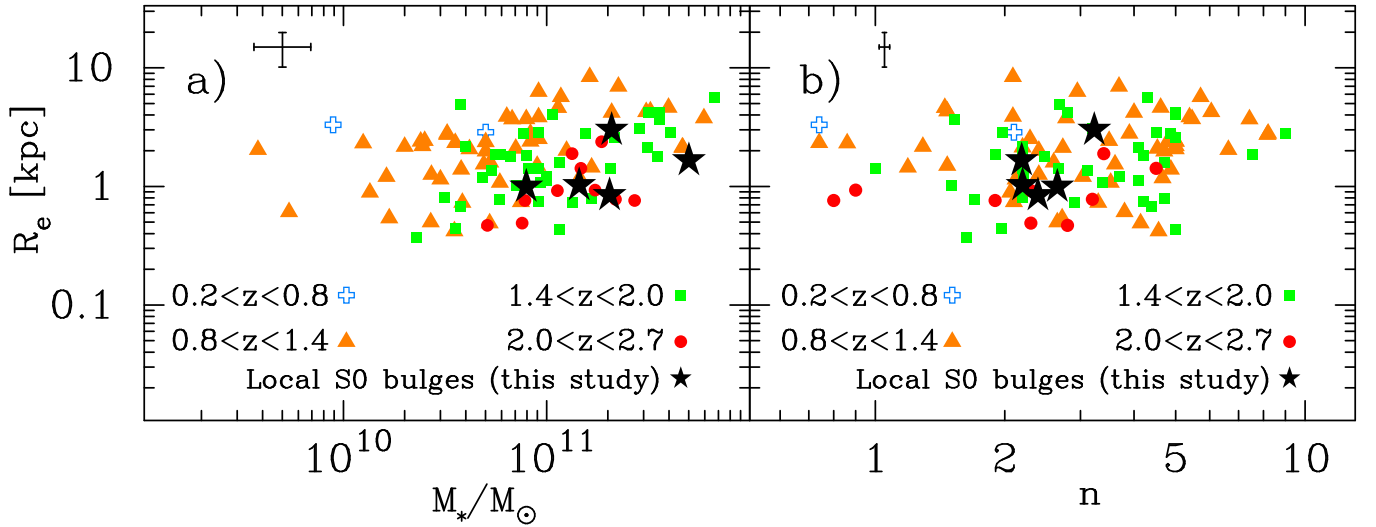 a)
b)
10
1
0.1
R_e [kpc]
0.2<z<0.8
1.4<z<2.0
0.8<z<1.4
2.0<z<2.7
Local S0 bulges (this study)
0.2<z<0.8
1.4<z<2.0
0.8<z<1.4
2.0<z<2.7
Local S0 bulges (this study)
10^10
10^11
1
2
5
10
M_*/M_⊙
n